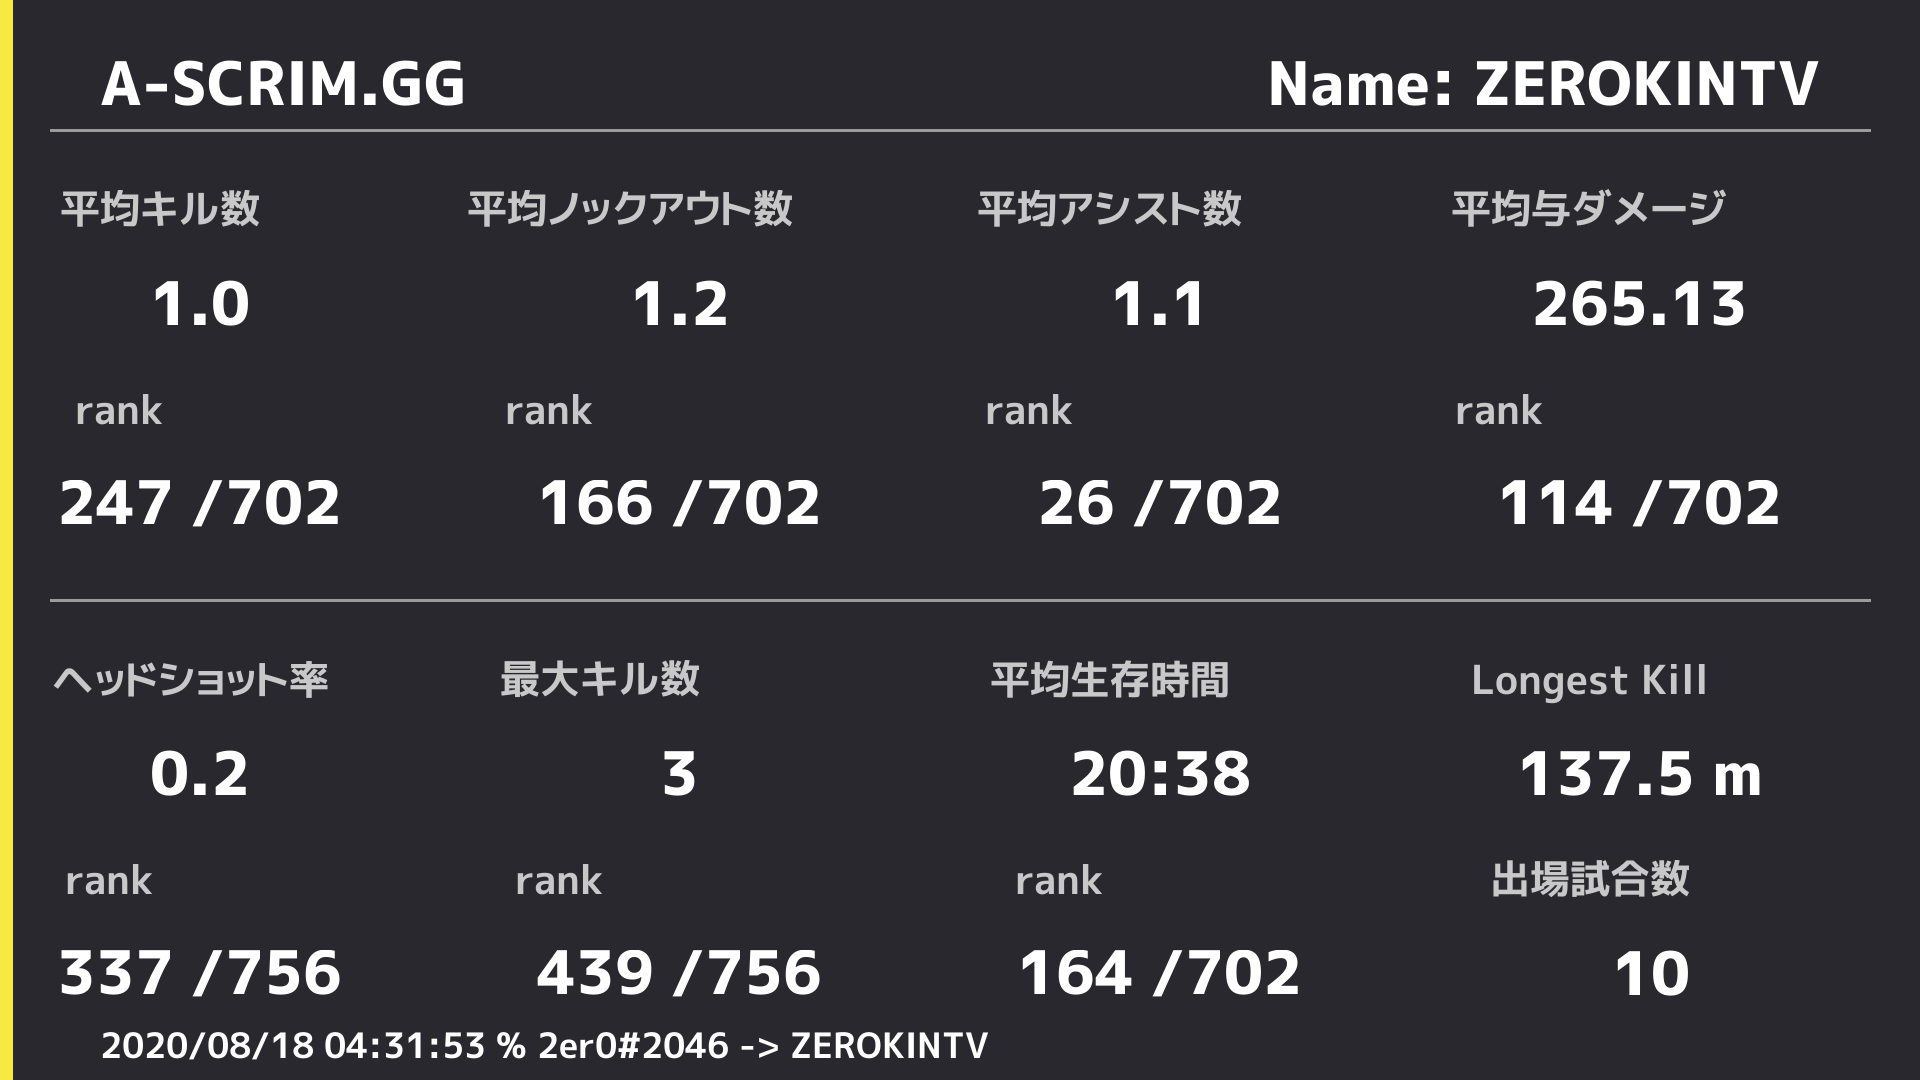 A-SCRIM.GG Name: ZEROKINTV
平均キル数 平均ノックアウト数 平均アシスト数 平均与ダメージ
1.0 1.2 1.1 265.13
rank rank rank rank
247 /702 166 /702 26 /702 114 /702
ヘッドショット率 最大キル数 平均生存時間 Longest Kill
0.2 3 20:38 137.5 m
rank rank rank 出場試合数
337 /756 439 /756 164 /702 10
2020/08/18 04:31:53 % 2er0#2046 -> ZEROKINTV